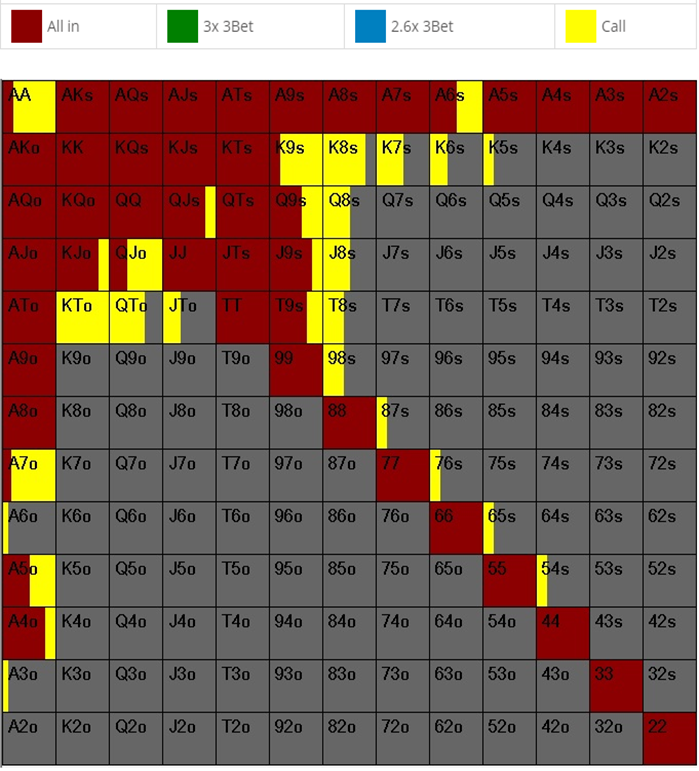 All in 3x 3Bet 2.6x 3Bet Call
AA AKs AQs AJs ATs A9s A8s A7s A6s A5s A4s A3s A2s
AKo KK KQs KJs KTs K9s K8s K7s K6s K5s K4s K3s K2s
AQo KQo QQ QJs QTs Q9s Q8s Q7s Q6s Q5s Q4s Q3s Q2s
AJo KJo QJo JJ JTs J9s J8s J7s J6s J5s J4s J3s J2s
ATo KTo QTo JTo TT T9s T8s T7s T6s T5s T4s T3s T2s
A9o K9o Q9o J9o T9o 99 98s 97s 96s 95s 94s 93s 92s
A8o K8o Q8o J8o T8o 98o 88 87s 86s 85s 84s 83s 82s
A7o K7o Q7o J7o T7o 97o 87o 77 76s 75s 74s 73s 72s
A6o K6o Q6o J6o T6o 96o 86o 76o 66 65s 64s 63s 62s
A5o K5o Q5o J5o T5o 95o 85o 75o 65o 55 54s 53s 52s
A4o K4o Q4o J4o T4o 94o 84o 74o 64o 54o 44 43s 42s
A3o K3o Q3o J3o T3o 93o 83o 73o 63o 53o 43o 33 32s
A2o K2o Q2o J2o T2o 92o 82o 72o 62o 52o 42o 32o 22